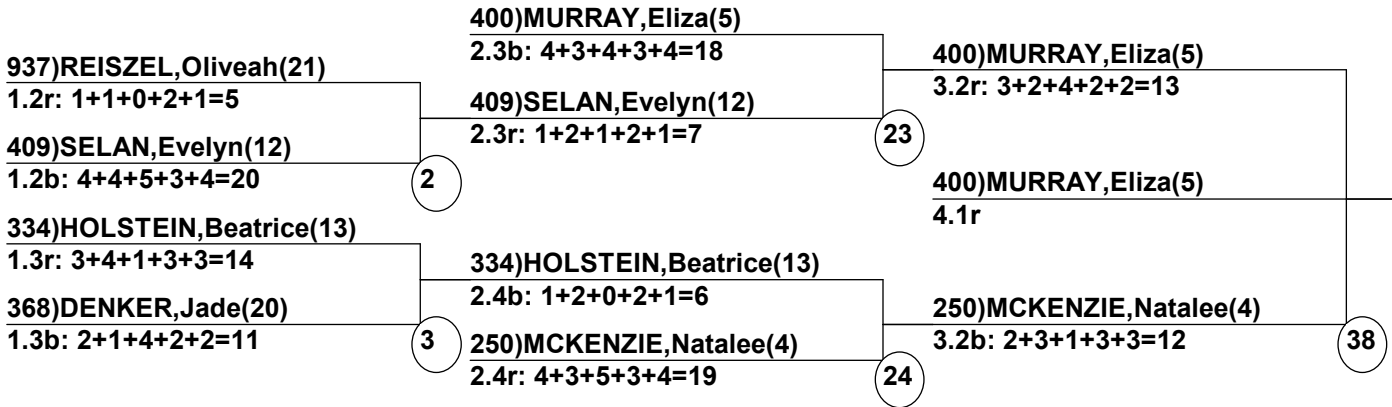 937)REISZEL,Oliveah(21)
1.2r: 1+1+0+2+1=5
409)SELAN,Evelyn(12)
1.2b: 4+4+5+3+4=20
2
334)HOLSTEIN,Beatrice(13)
1.3r: 3+4+1+3+3=14
368)DENKER,Jade(20)
1.3b: 2+1+4+2+2=11
3
400)MURRAY,Eliza(5)
2.3b: 4+3+4+3+4=18
409)SELAN,Evelyn(12)
2.3r: 1+2+1+2+1=7
23
334)HOLSTEIN,Beatrice(13)
2.4b: 1+2+0+2+1=6
250)MCKENZIE,Natalee(4)
2.4r: 4+3+5+3+4=19
24
400)MURRAY,Eliza(5)
3.2r: 3+2+4+2+2=13
400)MURRAY,Eliza(5)
4.1r
250)MCKENZIE,Natalee(4)
3.2b: 2+3+1+3+3=12
38